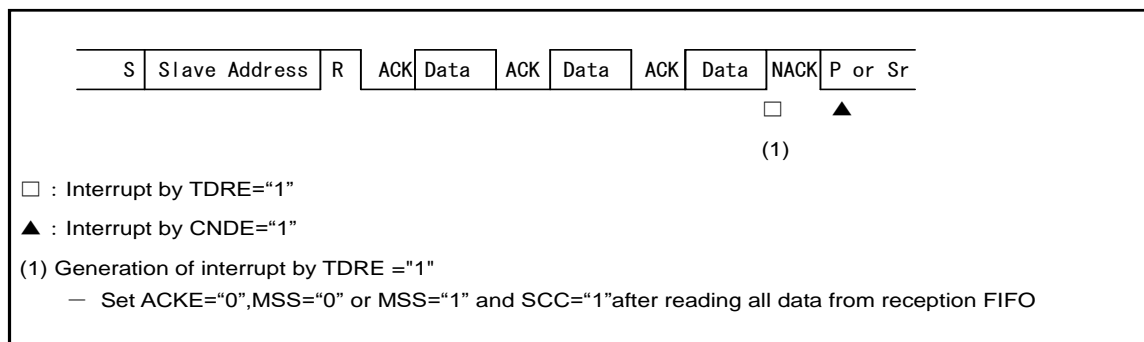 S Slave Address R ACK Data ACK Data ACK Data NACK P or Sr
□ ▲
(1)
□ : Interrupt by TDRE=“1”
▲ : Interrupt by CNDE=“1”
(1) Generation of interrupt by TDRE ="1"
－ Set ACKE=“0”,MSS=“0” or MSS=“1” and SCC=“1”after reading all data from reception FIFO